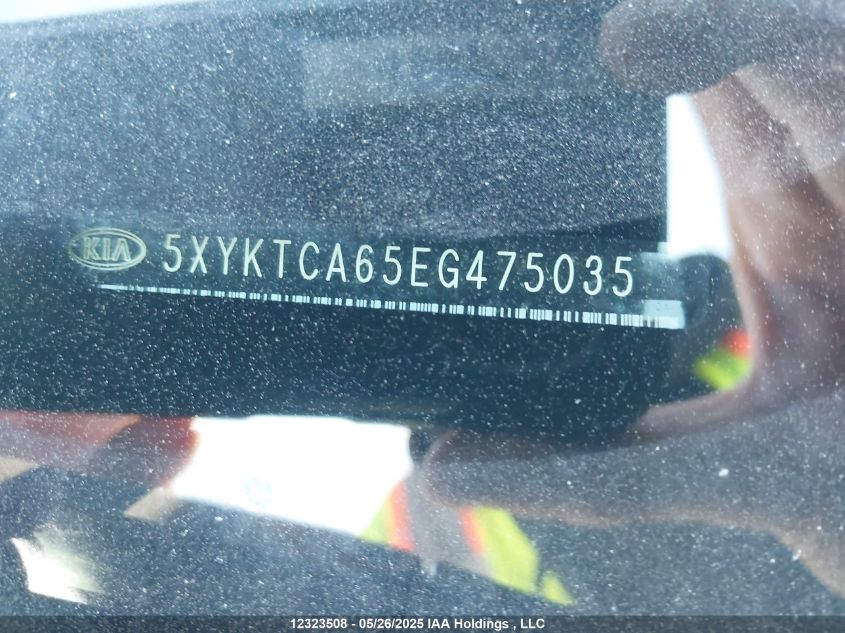 KIA 5XYKTCA65EG475035
12323508 - 05/26/2025 IAA Holdings , LLC